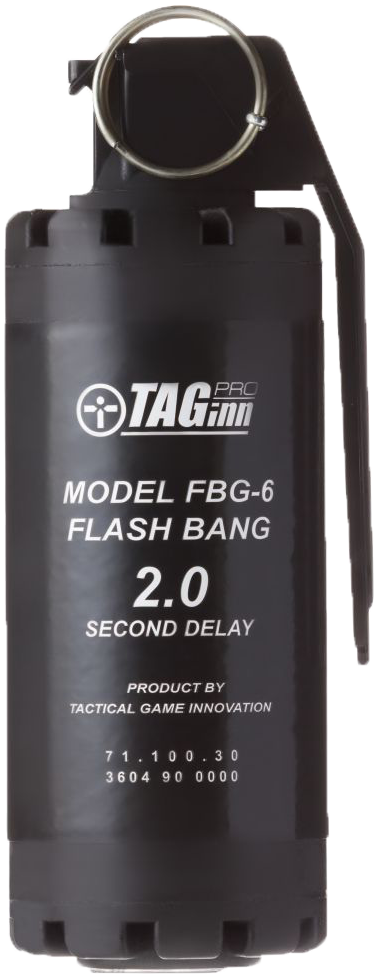 TAGinn PRO
MODEL FBG-6
FLASH BANG
2.0
SECOND DELAY
PRODUCT BY
TACTICAL GAME INNOVATION
71.100.30
3604 90 0000